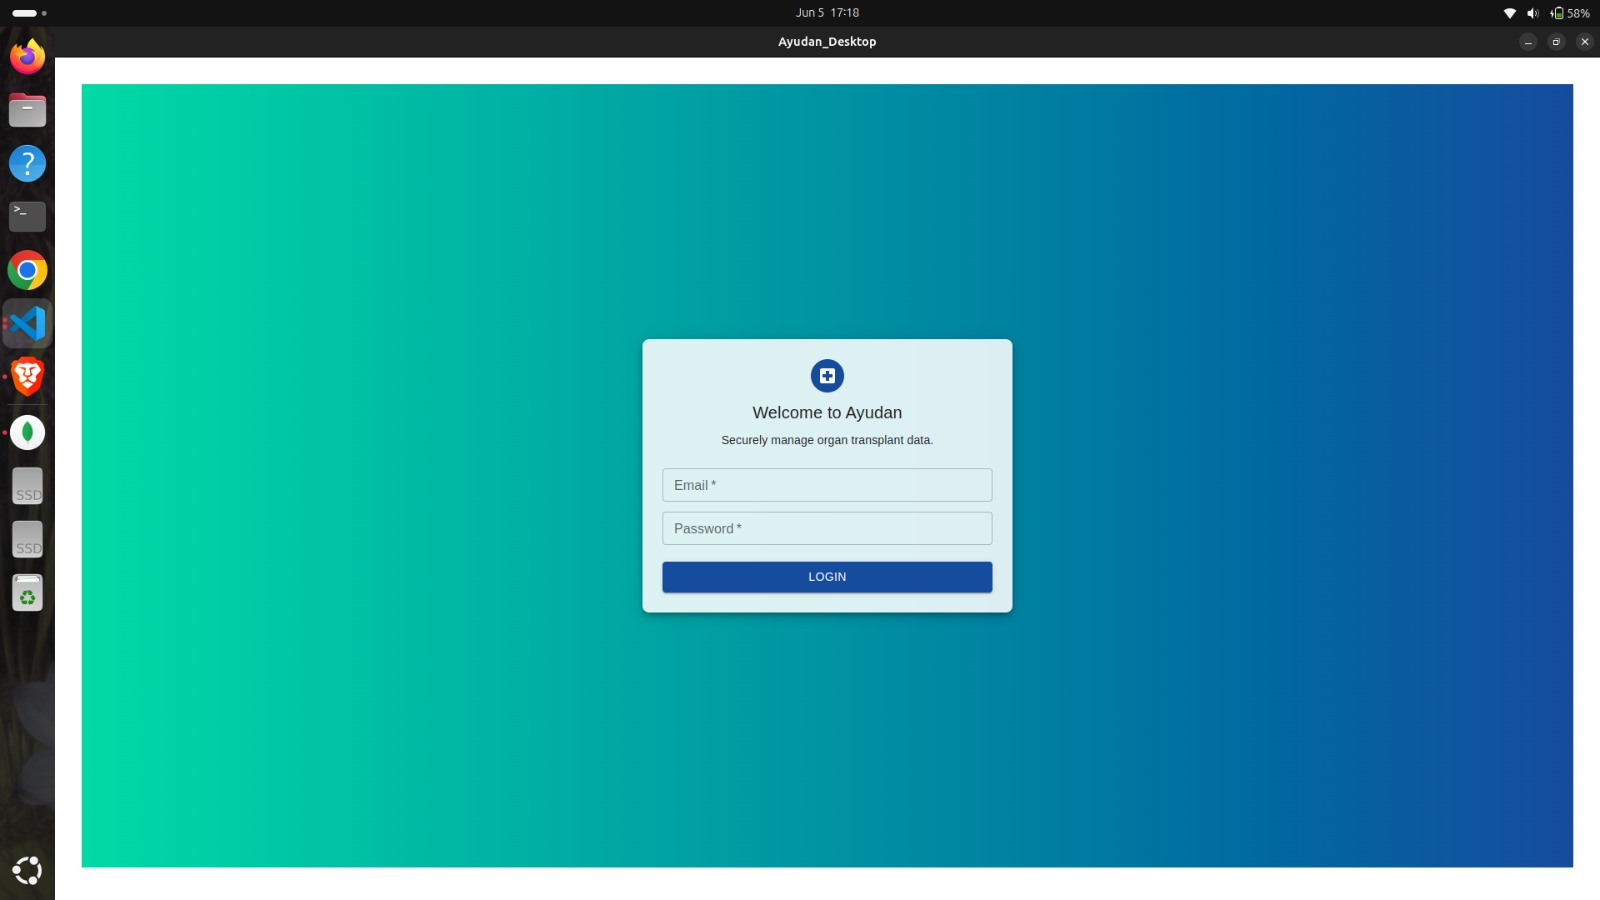 Jun 5 17:18
58%
Ayudan_Desktop
?
>_
Welcome to Ayudan
Securely manage organ transplant data.
Email *
Password *
LOGIN
SSD
SSD